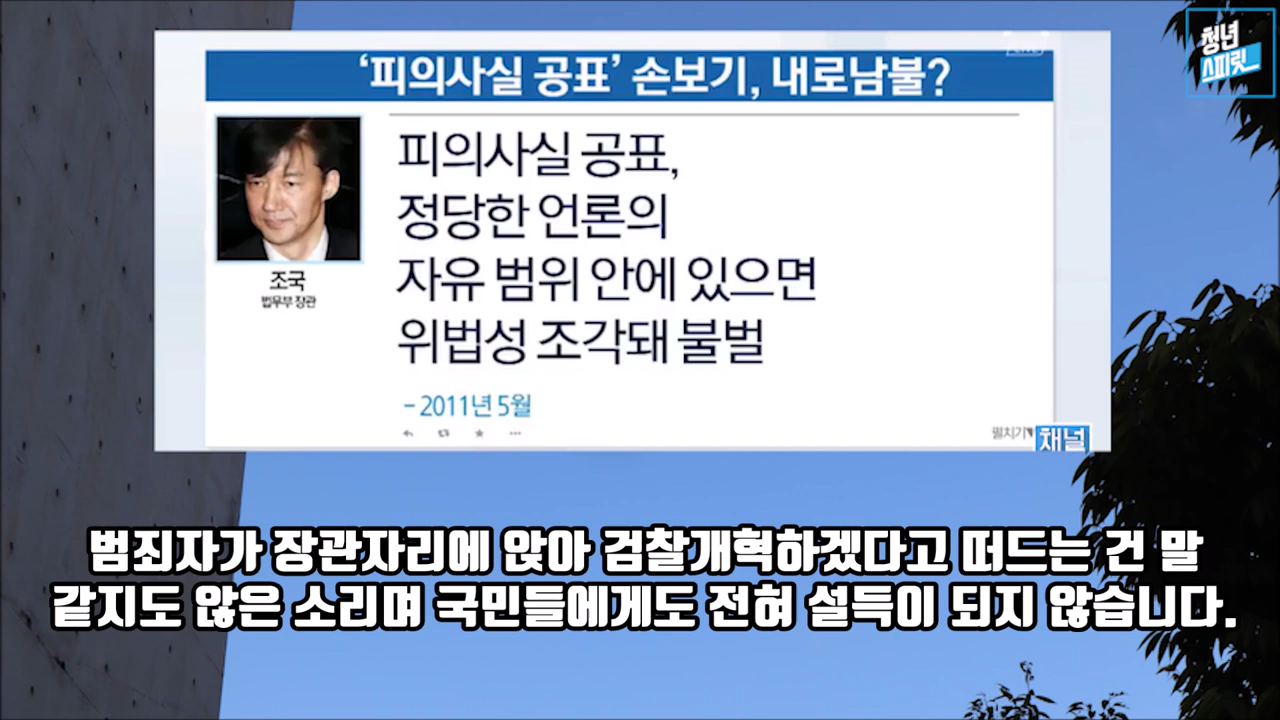 청년
스피릿
'피의사실 공표' 손보기, 내로남불?
피의사실 공표,
정당한 언론의
자유 범위 안에 있으면
위법성 조각돼 불벌
조국
법무부 장관
- 2011년 5월
펼치기
채널
범죄자가 장관자리에 앉아 검찰개혁하겠다고 떠드는 건 말
같지도 않은 소리며 국민들에게도 전혀 설득이 되지 않습니다.